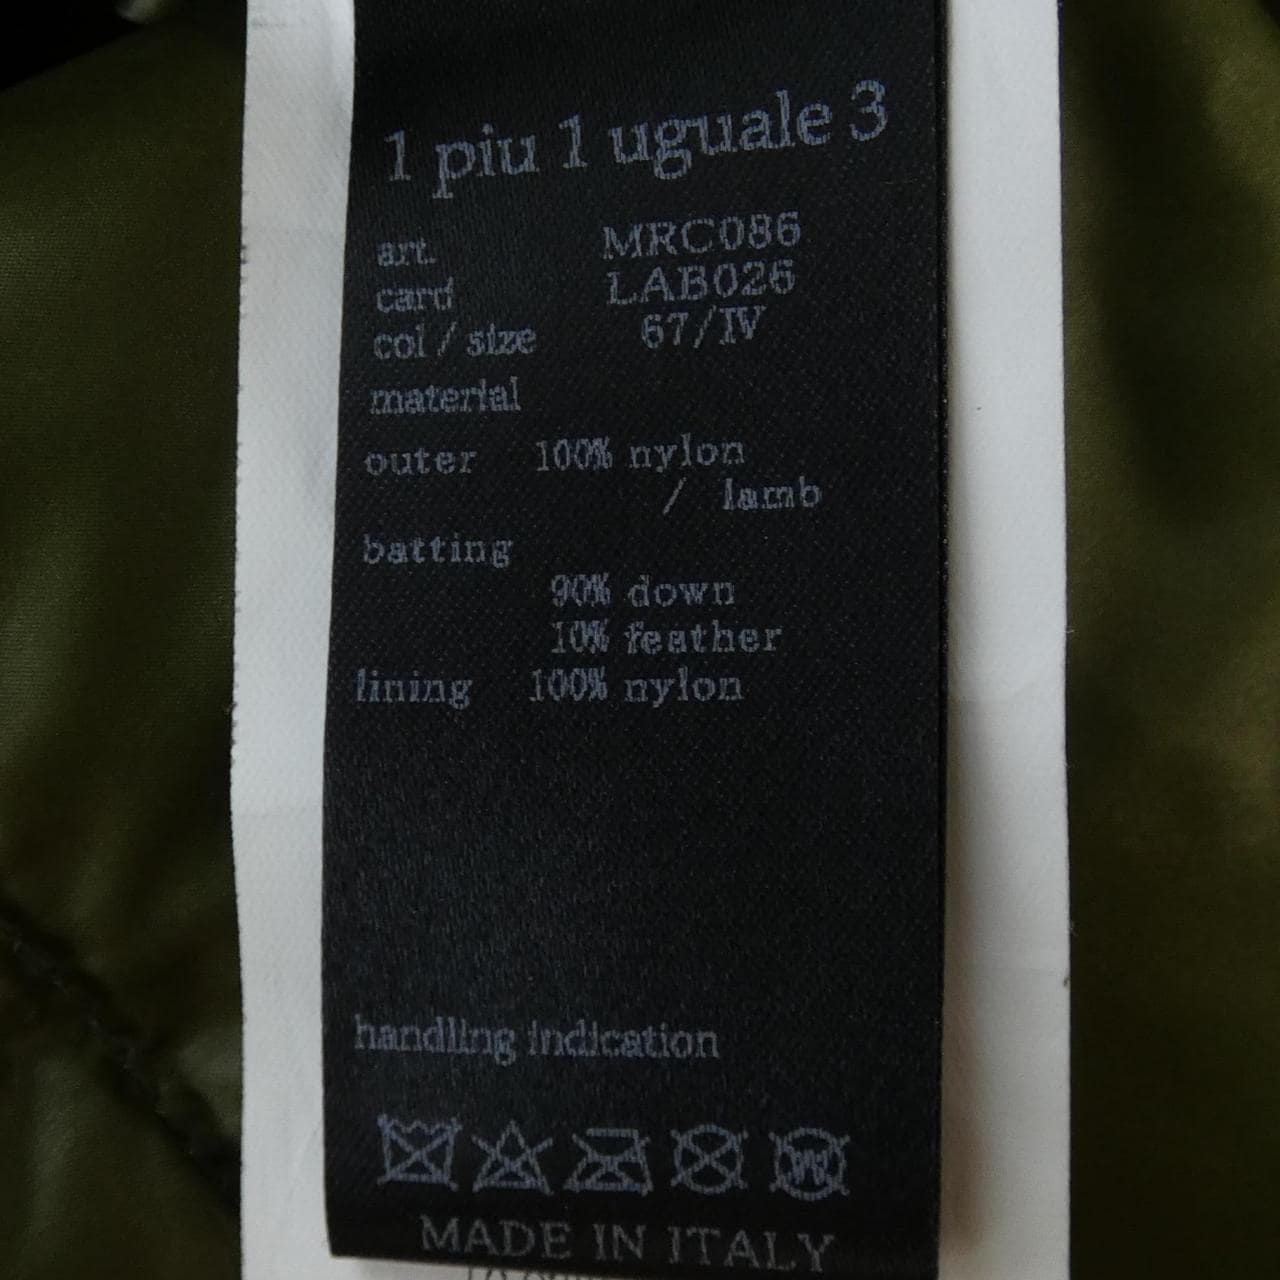 1 piu 1 uguale 3
art. MRC086
card LAB026
col / size 67/IV
material
outer 100% nylon
/ lamb
batting
90% down
10% feather
lining 100% nylon
handling indication
W
MADE IN ITALY